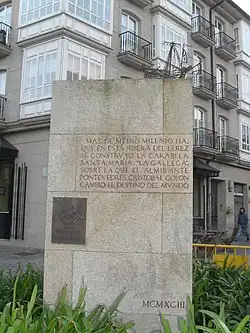 MAS DE MEDIO MILENIO HA,
QUE EN ESTA RIBERA DEL LEREZ
SE CONSTRUYO LA CARABELA
SANTA MARIA "LA GALLEGA",
SOBRE LA QUE EL ALMIRANTE
PONTEVEDRES, CRISTOBAL COLON
CAMBIO EL DESTINO DEL MUNDO
MCMXCIII